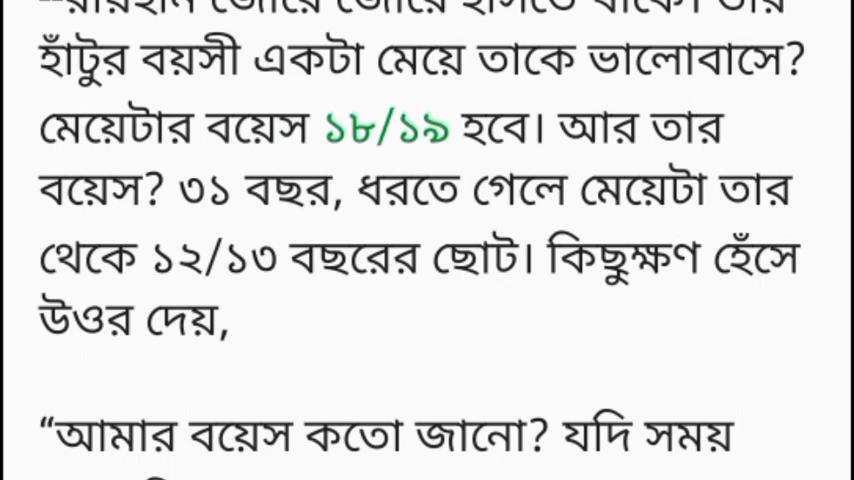 হাঁটুর বয়সী একটা মেয়ে তাকে ভালোবাসে?
মেয়েটার বয়েস ১৮/১৯ হবে। আর তার
বয়েস? ৩১ বছর, ধরতে গেলে মেয়েটা তার
থেকে ১২/১৩ বছরের ছোট। কিছুক্ষণ হেঁসে
উওর দেয়,
“আমার বয়েস কতো জানো? যদি সময়